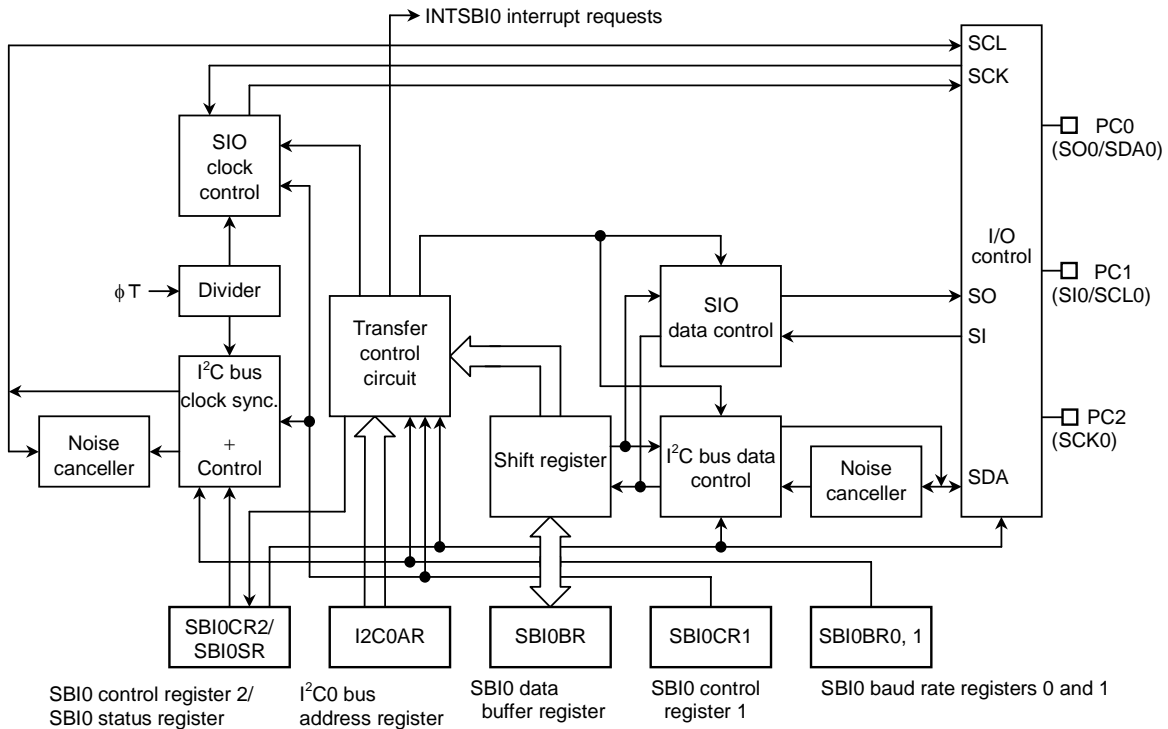 INTSBI0 interrupt requests
SCL
SCK
SIO
clock
control
PC0
(SO0/SDA0)
I/O
control
ϕT
Divider
SIO
data control
SO
SI
PC1
(SI0/SCL0)
Transfer
control
circuit
I²C bus
clock sync.
+
Control
Noise
canceller
Shift register
I²C bus data
control
Noise
canceller
SDA
PC2
(SCK0)
SBI0CR2/
SBI0SR
I2C0AR
SBI0BR
SBI0CR1
SBI0BR0, 1
SBI0 control register 2/
SBI0 status register
I²C0 bus
address register
SBI0 data
buffer register
SBI0 control
register 1
SBI0 baud rate registers 0 and 1